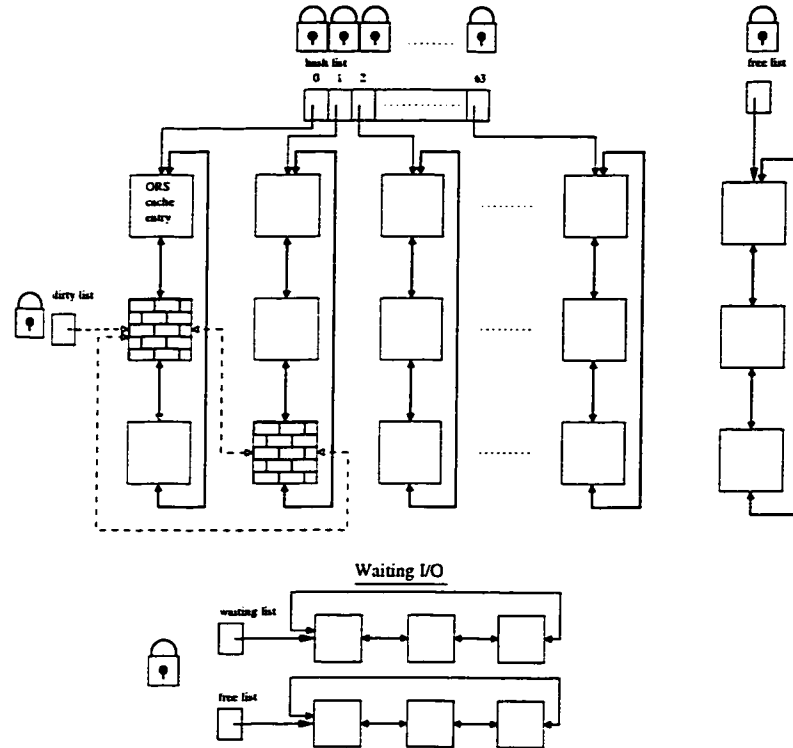 hash list
free list
0 1 2 63
ORS
cache
entry
dirty list
Waiting I/O
waiting list
free list